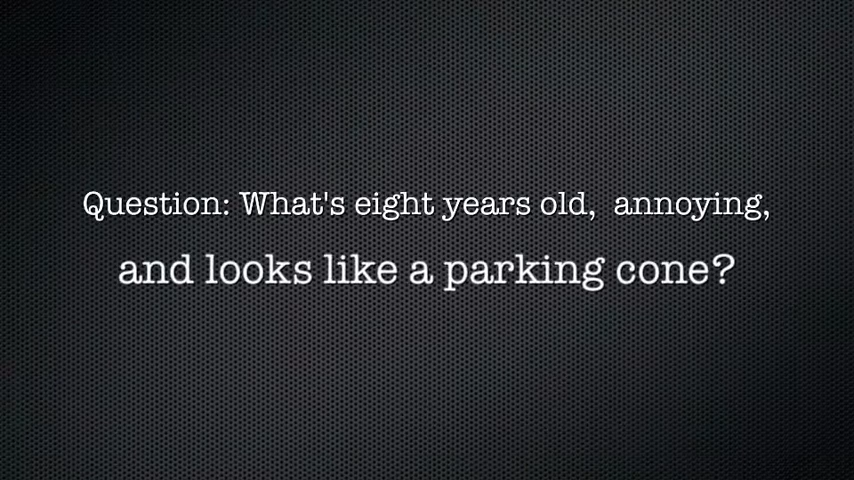 Question: What's eight years old,  annoying,
and looks like a parking cone?